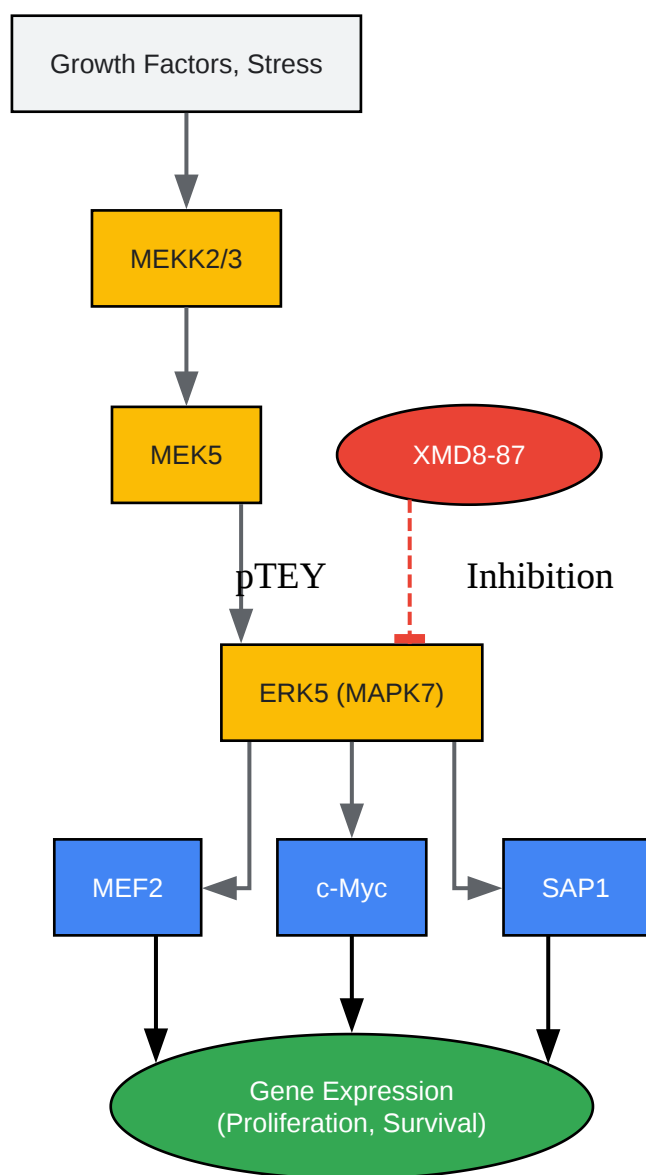 Growth Factors, Stress
MEKK2/3
MEK5
XMD8-87
pTEY
Inhibition
ERK5 (MAPK7)
MEF2
c-Myc
SAP1
Gene Expression
(Proliferation, Survival)